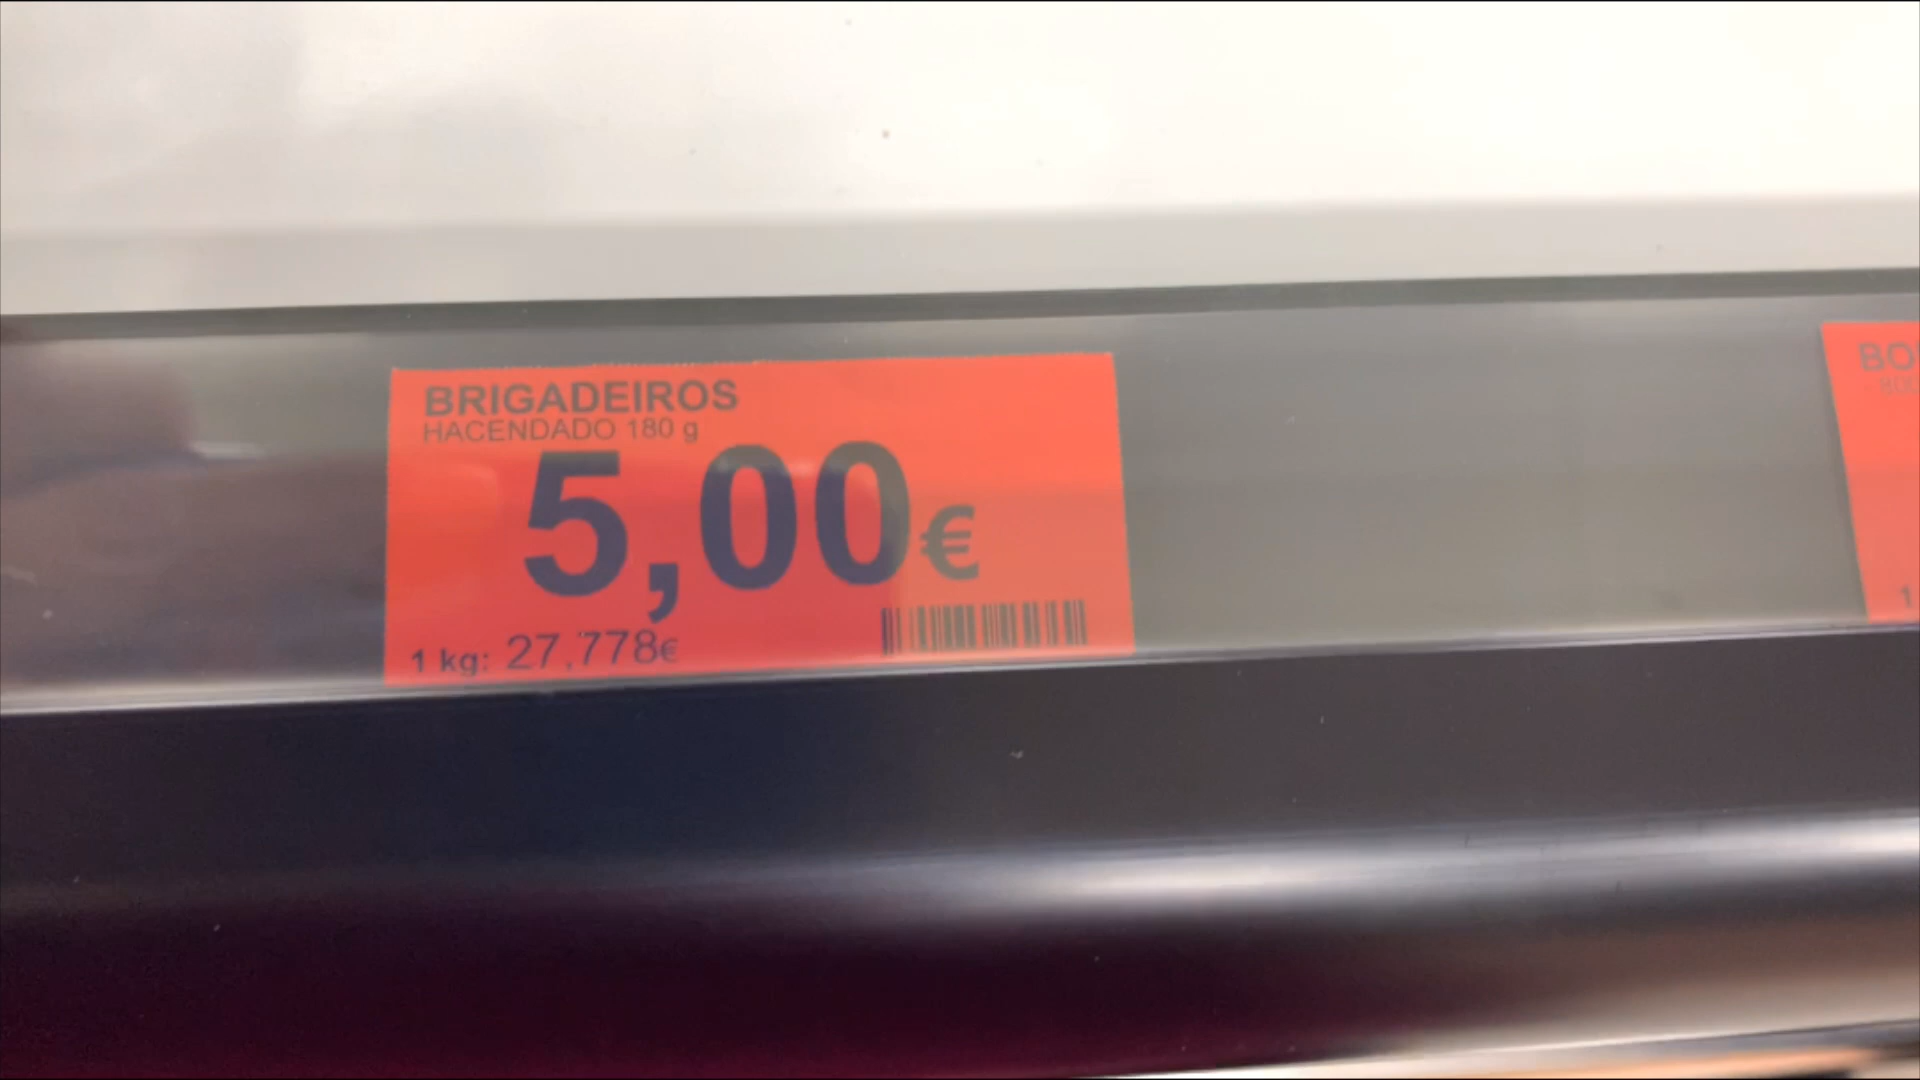 BRIGADEIROS
HACENDADO 180 g
5,00€
1 kg: 27,778€